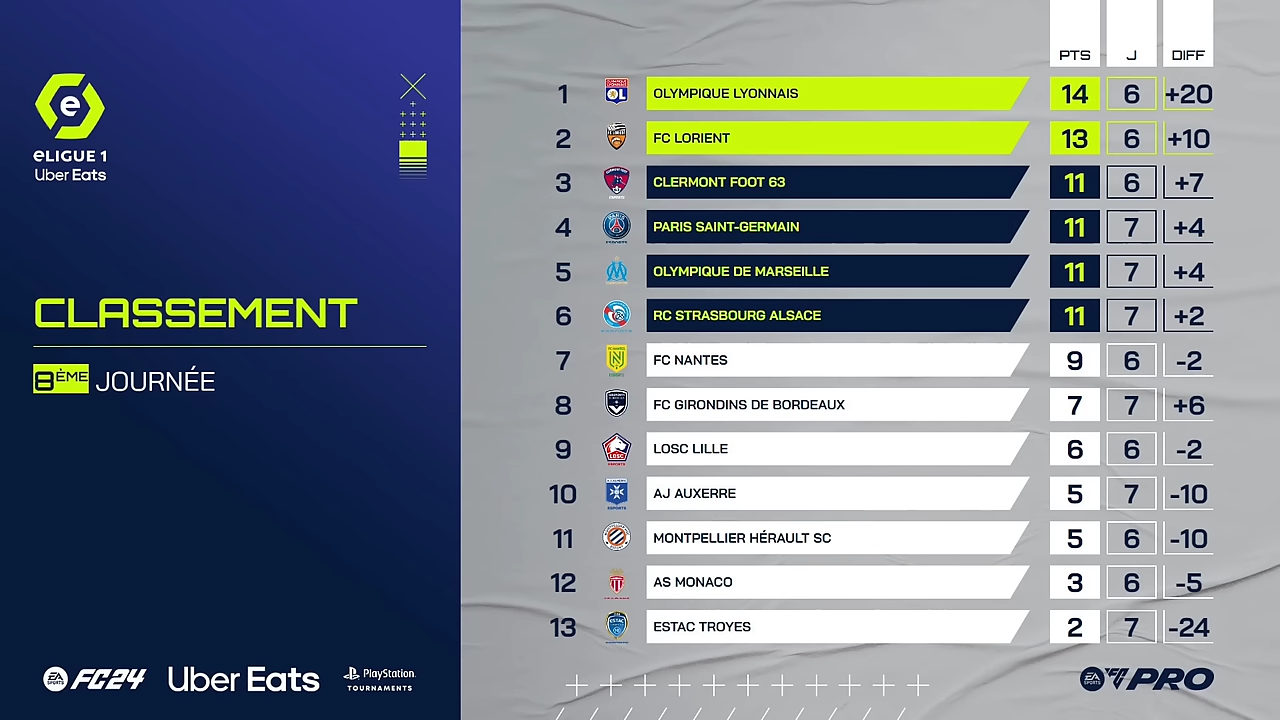 PTS J DIFF
1 OLYMPIQUE LYONNAIS 14 6 +20
2 FC LORIENT 13 6 +10
3 CLERMONT FOOT 63 11 6 +7
4 PARIS SAINT-GERMAIN 11 7 +4
5 OLYMPIQUE DE MARSEILLE 11 7 +4
6 RC STRASBOURG ALSACE 11 7 +2
7 FC NANTES 9 6 -2
8 FC GIRONDINS DE BORDEAUX 7 7 +6
9 LOSC LILLE 6 6 -2
10 AJ AUXERRE 5 7 -10
11 MONTPELLIER HÉRAULT SC 5 6 -10
12 AS MONACO 3 6 -5
13 ESTAC TROYES 2 7 -24
e
eLIGUE 1
Uber Eats
CLASSEMENT
8ÈME JOURNÉE
EA SPORTS FC24 Uber Eats PlayStation
TOURNAMENTS
EA SPORTS FC PRO